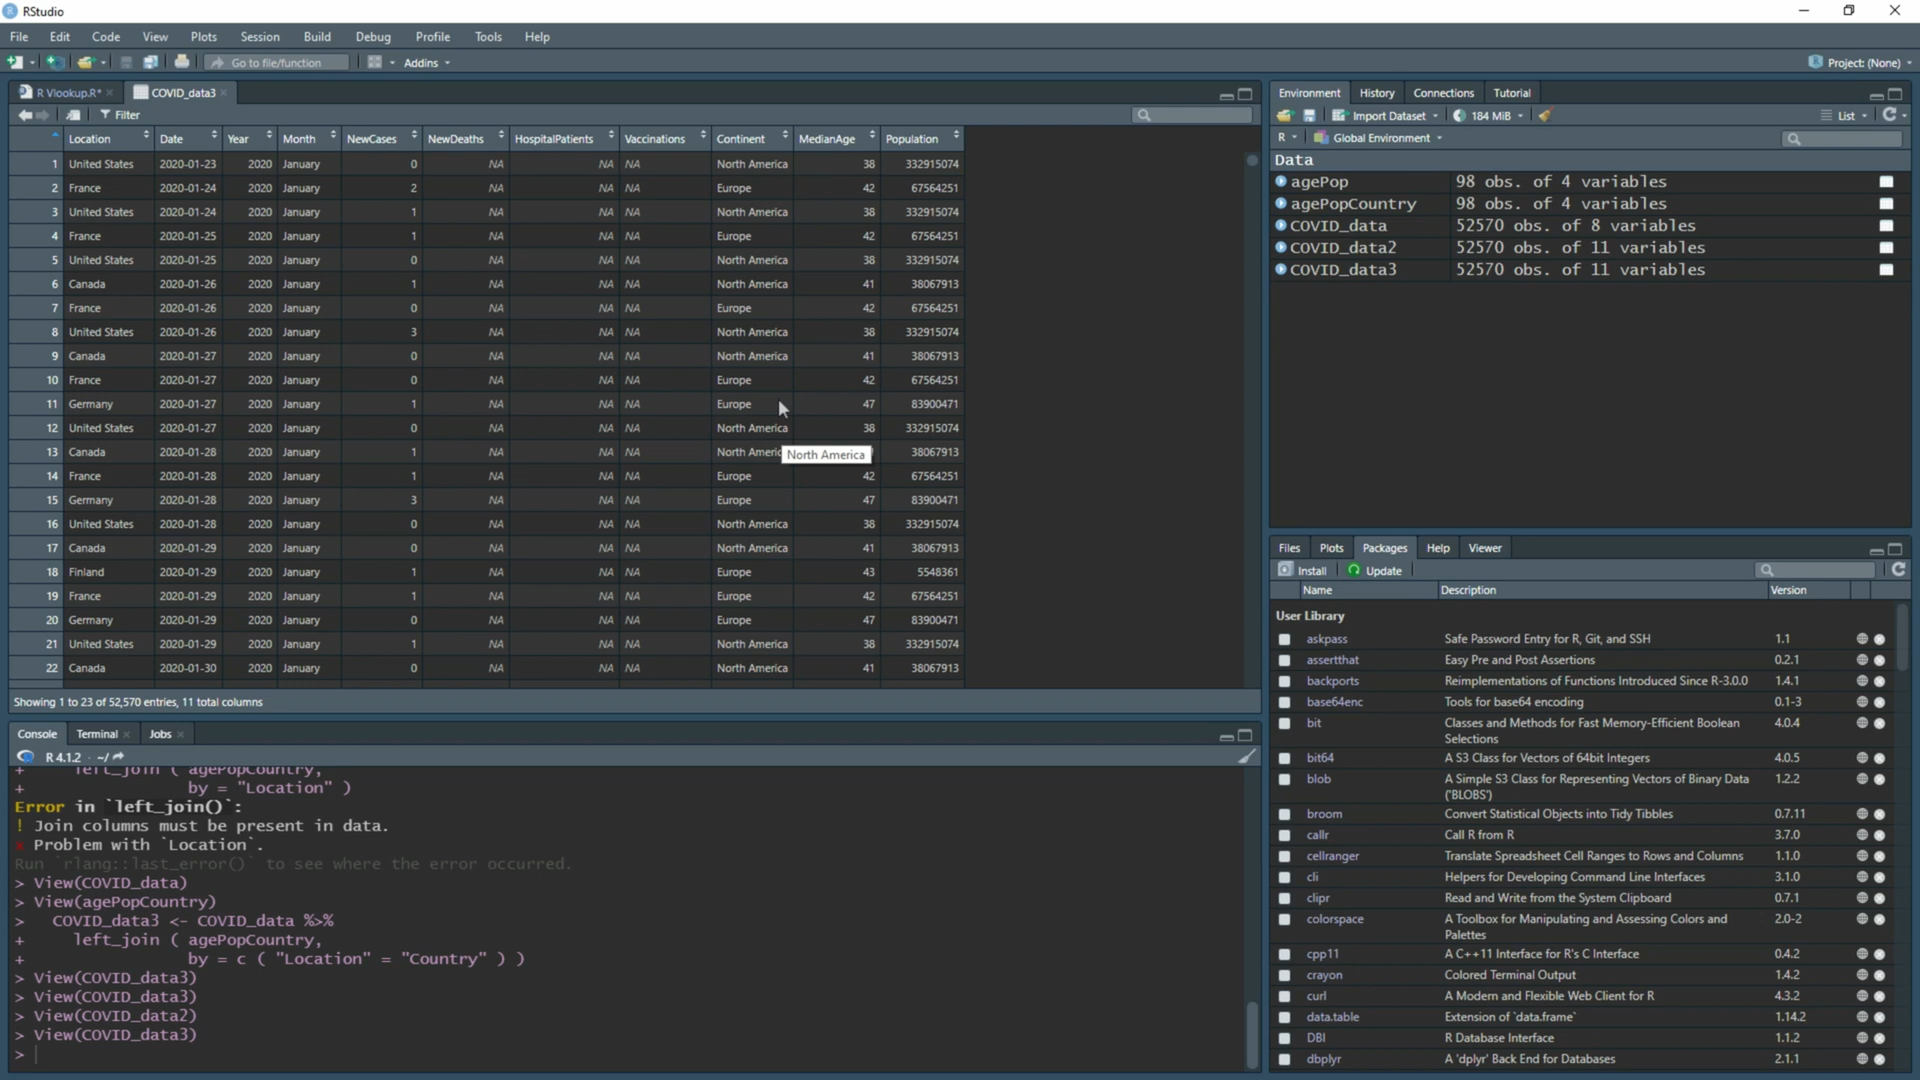 RStudio
File Edit Code View Plots Session Build Debug Profile Tools Help
Go to file/function Addins Project: (None)
R Vlookup.R* COVID_data3
Filter
Location Date Year Month NewCases NewDeaths HospitalPatients Vaccinations Continent MedianAge Population
1 United States 2020-01-23 2020 January 0 NA NA NA North America 38 332915074
2 France 2020-01-24 2020 January 2 NA NA NA Europe 42 67564251
3 United States 2020-01-24 2020 January 1 NA NA NA North America 38 332915074
4 France 2020-01-25 2020 January 1 NA NA NA Europe 42 67564251
5 United States 2020-01-25 2020 January 0 NA NA NA North America 38 332915074
6 Canada 2020-01-26 2020 January 1 NA NA NA North America 41 38067913
7 France 2020-01-26 2020 January 0 NA NA NA Europe 42 67564251
8 United States 2020-01-26 2020 January 3 NA NA NA North America 38 332915074
9 Canada 2020-01-27 2020 January 0 NA NA NA North America 41 38067913
10 France 2020-01-27 2020 January 0 NA NA NA Europe 42 67564251
11 Germany 2020-01-27 2020 January 1 NA NA NA Europe 47 83900471
12 United States 2020-01-27 2020 January 0 NA NA NA North America 38 332915074
13 Canada 2020-01-28 2020 January 1 NA NA NA North Americ 38067913
North America
14 France 2020-01-28 2020 January 1 NA NA NA Europe 42 67564251
15 Germany 2020-01-28 2020 January 3 NA NA NA Europe 47 83900471
16 United States 2020-01-28 2020 January 0 NA NA NA North America 38 332915074
17 Canada 2020-01-29 2020 January 0 NA NA NA North America 41 38067913
18 Finland 2020-01-29 2020 January 1 NA NA NA Europe 43 5548361
19 France 2020-01-29 2020 January 1 NA NA NA Europe 42 67564251
20 Germany 2020-01-29 2020 January 0 NA NA NA Europe 47 83900471
21 United States 2020-01-29 2020 January 1 NA NA NA North America 38 332915074
22 Canada 2020-01-30 2020 January 0 NA NA NA North America 41 38067913
Showing 1 to 23 of 52,570 entries, 11 total columns
Console Terminal Jobs
R 4.1.2 · ~/
+ left_join ( agePopCountry,
+ by = "Location" )
Error in `left_join()`:
! Join columns must be present in data.
Problem with `Location`.
Run `rlang::last_error()` to see where the error occurred.
> View(COVID_data)
> View(agePopCountry)
> COVID_data3 <- COVID_data %>%
+ left_join ( agePopCountry,
+ by = c ( "Location" = "Country" ) )
> View(COVID_data3)
> View(COVID_data3)
> View(COVID_data2)
> View(COVID_data3)
>
Environment History Connections Tutorial
Import Dataset 184 MiB List
R Global Environment
Data
agePop 98 obs. of 4 variables
agePopCountry 98 obs. of 4 variables
COVID_data 52570 obs. of 8 variables
COVID_data2 52570 obs. of 11 variables
COVID_data3 52570 obs. of 11 variables
Files Plots Packages Help Viewer
Install Update
Name Description Version
User Library
askpass Safe Password Entry for R, Git, and SSH 1.1
assertthat Easy Pre and Post Assertions 0.2.1
backports Reimplementations of Functions Introduced Since R-3.0.0 1.4.1
base64enc Tools for base64 encoding 0.1-3
bit Classes and Methods for Fast Memory-Efficient Boolean 4.0.4
Selections
bit64 A S3 Class for Vectors of 64bit Integers 4.0.5
blob A Simple S3 Class for Representing Vectors of Binary Data 1.2.2
('BLOBS')
broom Convert Statistical Objects into Tidy Tibbles 0.7.11
callr Call R from R 3.7.0
cellranger Translate Spreadsheet Cell Ranges to Rows and Columns 1.1.0
cli Helpers for Developing Command Line Interfaces 3.1.0
clipr Read and Write from the System Clipboard 0.7.1
colorspace A Toolbox for Manipulating and Assessing Colors and 2.0-2
Palettes
cpp11 A C++11 Interface for R's C Interface 0.4.2
crayon Colored Terminal Output 1.4.2
curl A Modern and Flexible Web Client for R 4.3.2
data.table Extension of `data.frame` 1.14.2
DBI R Database Interface 1.1.2
dbplyr A 'dplyr' Back End for Databases 2.1.1